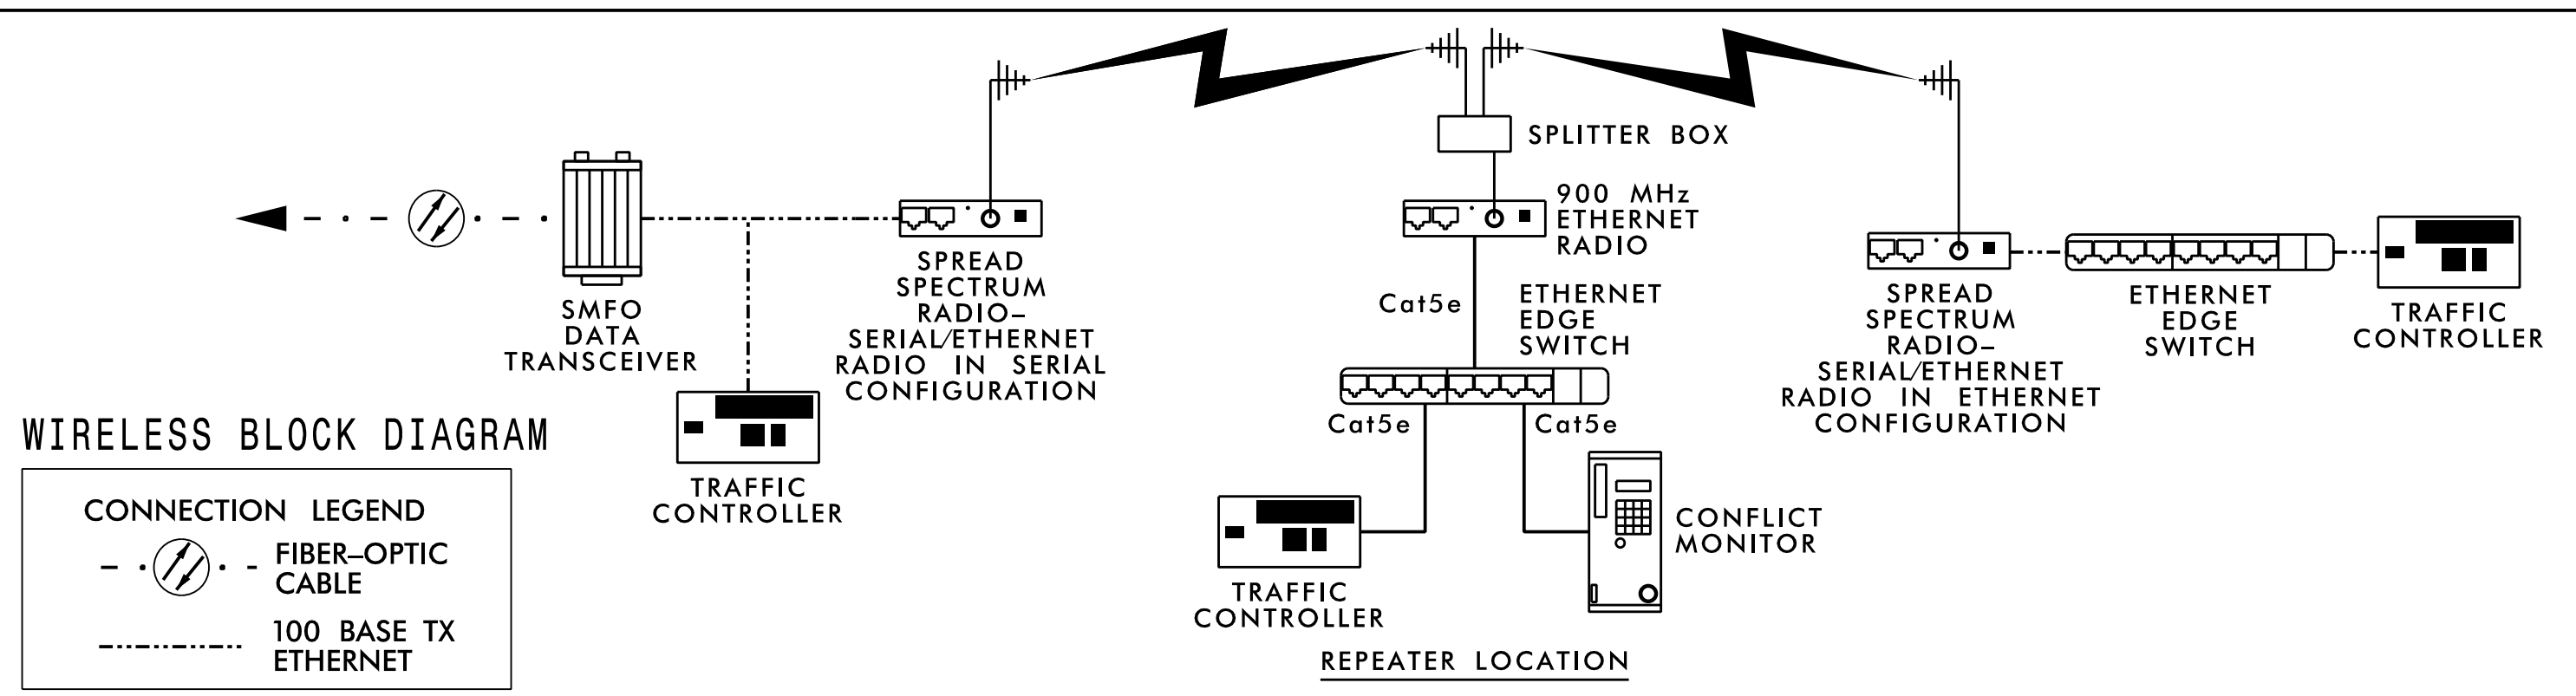 SPLITTER BOX
900 MHz
ETHERNET
RADIO
SMFO
DATA
TRANSCEIVER
SPREAD
SPECTRUM
RADIO–
SERIAL/ETHERNET
RADIO IN SERIAL
CONFIGURATION
TRAFFIC
CONTROLLER
Cat5e
ETHERNET
EDGE
SWITCH
Cat5e
Cat5e
TRAFFIC
CONTROLLER
CONFLICT
MONITOR
REPEATER LOCATION
SPREAD
SPECTRUM
RADIO–
SERIAL/ETHERNET
RADIO IN ETHERNET
CONFIGURATION
ETHERNET
EDGE
SWITCH
TRAFFIC
CONTROLLER
WIRELESS BLOCK DIAGRAM
CONNECTION LEGEND
FIBER–OPTIC
CABLE
100 BASE TX
ETHERNET